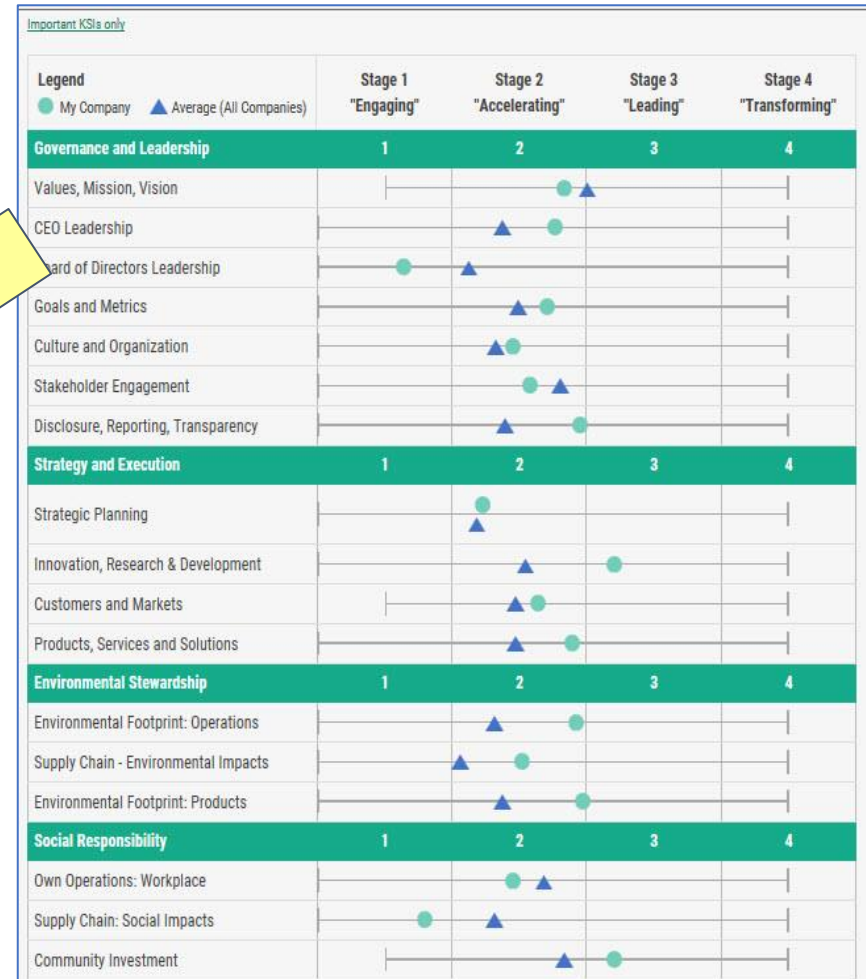 Important KSIs only
Legend
My Company Average (All Companies)
Stage 1 "Engaging"
Stage 2 "Accelerating"
Stage 3 "Leading"
Stage 4 "Transforming"
Governance and Leadership 1 2 3 4
Values, Mission, Vision
CEO Leadership
ard of Directors Leadership
Goals and Metrics
Culture and Organization
Stakeholder Engagement
Disclosure, Reporting, Transparency
Strategy and Execution 1 2 3 4
Strategic Planning
Innovation, Research & Development
Customers and Markets
Products, Services and Solutions
Environmental Stewardship 1 2 3 4
Environmental Footprint: Operations
Supply Chain - Environmental Impacts
Environmental Footprint: Products
Social Responsibility 1 2 3 4
Own Operations: Workplace
Supply Chain: Social Impacts
Community Investment